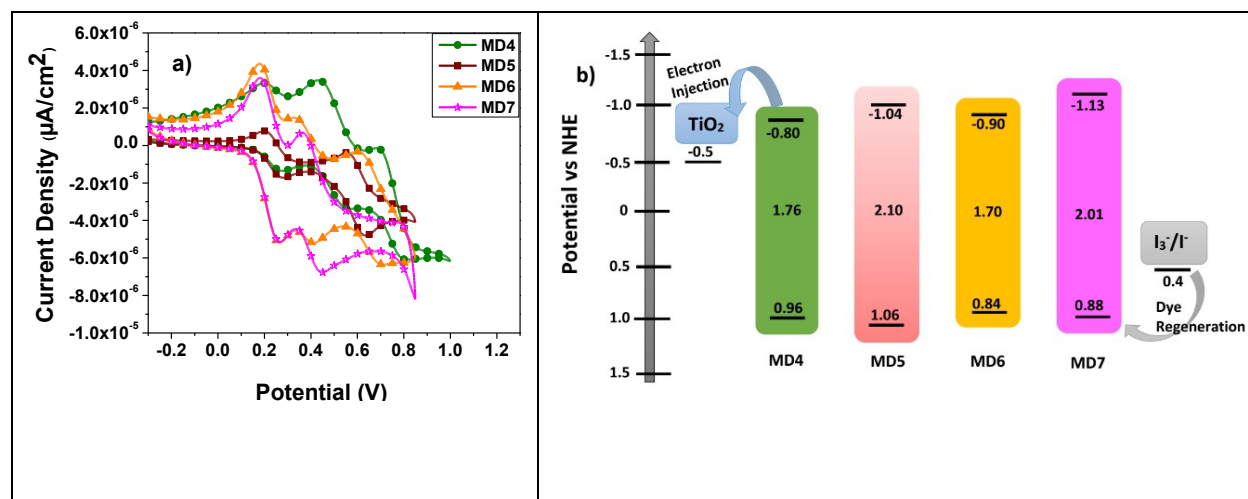 a)
MD4
MD5
MD6
MD7
6.0x10⁻⁶
4.0x10⁻⁶
2.0x10⁻⁶
0.0
-2.0x10⁻⁶
-4.0x10⁻⁶
-6.0x10⁻⁶
-8.0x10⁻⁶
-1.0x10⁻⁵
Current Density (µA/cm²)
-0.2 0.0 0.2 0.4 0.6 0.8 1.0 1.2
Potential (V)
b)
Potential vs NHE
-1.5
-1.0
-0.5
0
0.5
1.0
1.5
Electron
Injection
TiO₂
-0.5
-0.80
1.76
0.96
MD4
-1.04
2.10
1.06
MD5
-0.90
1.70
0.84
MD6
-1.13
2.01
0.88
MD7
I₃⁻/I⁻
0.4
Dye
Regeneration